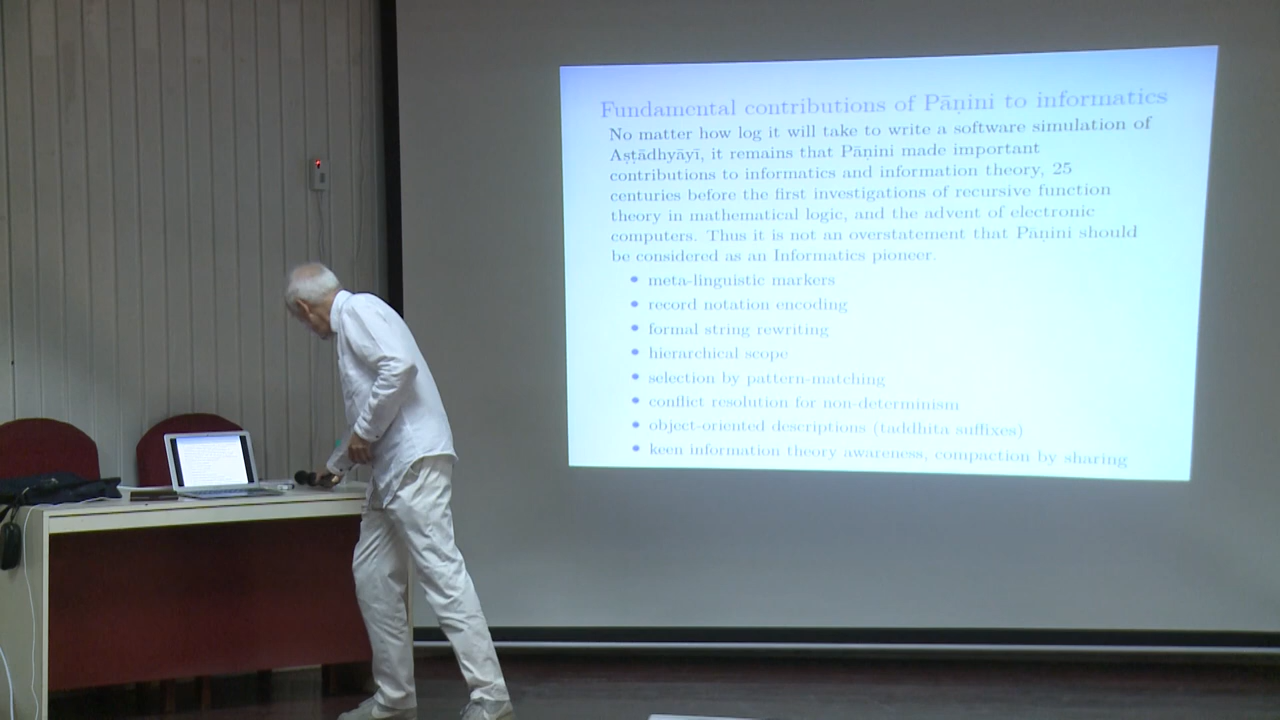 Fundamental contributions of Pāṇini to informatics
No matter how log it will take to write a software simulation of
Aṣṭādhyāyī, it remains that Pāṇini made important
contributions to informatics and information theory, 25
centuries before the first investigations of recursive function
theory in mathematical logic, and the advent of electronic
computers. Thus it is not an overstatement that Pāṇini should
be considered as an Informatics pioneer.
• meta-linguistic markers
• record notation encoding
• formal string rewriting
• hierarchical scope
• selection by pattern-matching
• conflict resolution for non-determinism
• object-oriented descriptions (taddhita suffixes)
• keen information theory awareness, compaction by sharing